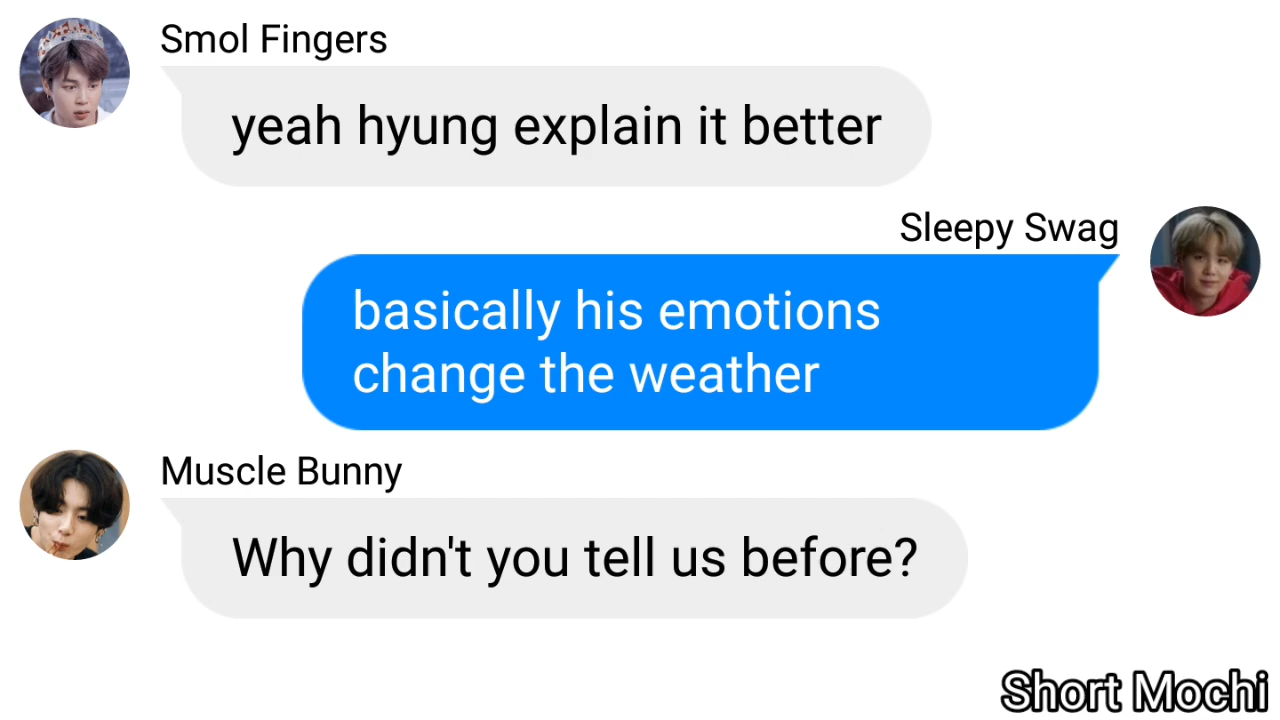 Smol Fingers
yeah hyung explain it better
Sleepy Swag
basically his emotions
change the weather
Muscle Bunny
Why didn't you tell us before?
Short Mochi